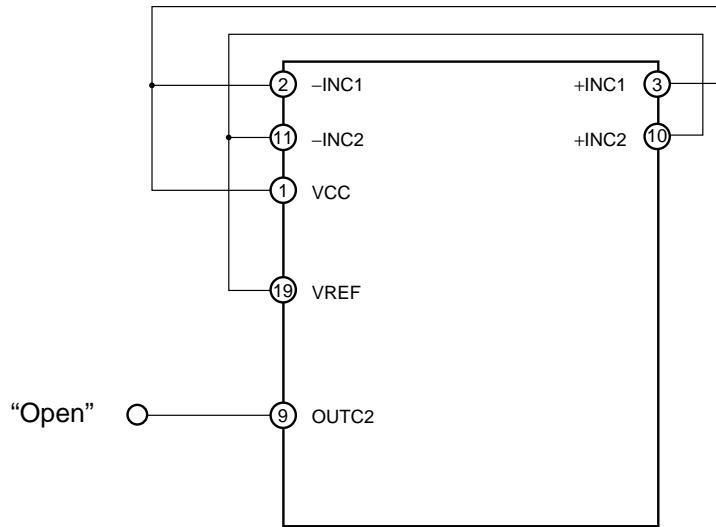 2 −INC1 +INC1 3
11 −INC2 +INC2 10
1 VCC
19 VREF
“Open” 9 OUTC2